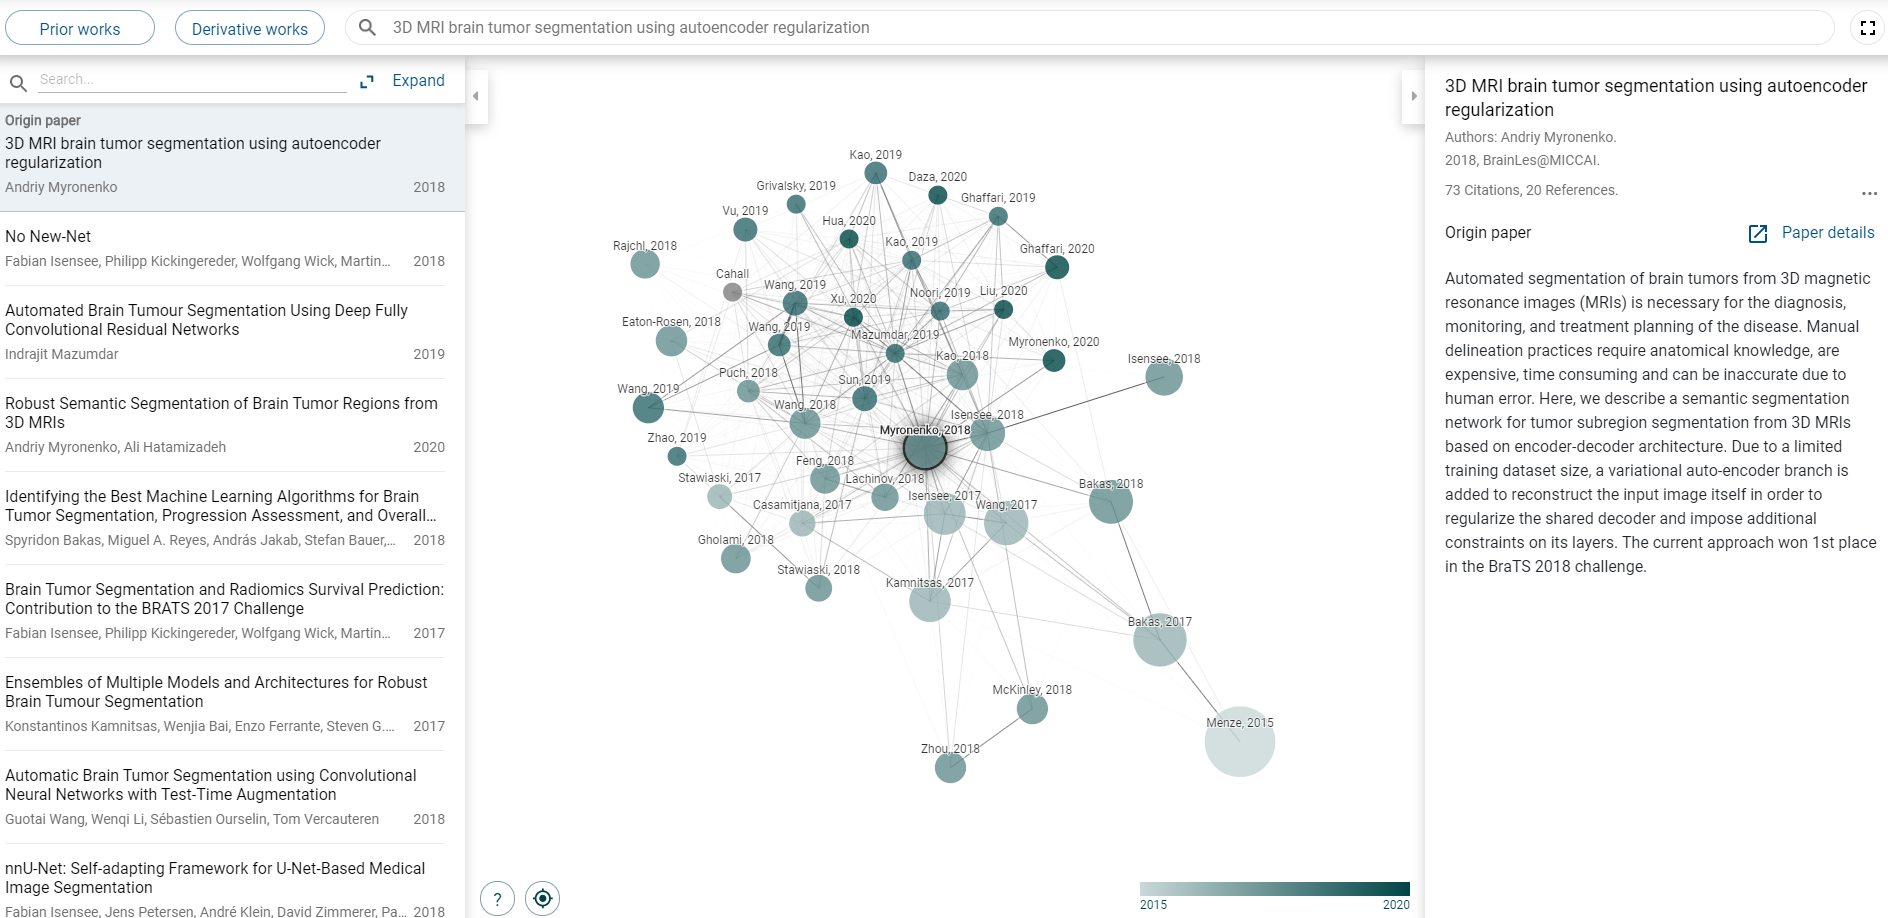 Prior works
Derivative works
3D MRI brain tumor segmentation using autoencoder regularization
Search...
Expand
Origin paper
3D MRI brain tumor segmentation using autoencoder
regularization
Andriy Myronenko 2018
No New-Net
Fabian Isensee, Philipp Kickingereder, Wolfgang Wick, Martin... 2018
Automated Brain Tumour Segmentation Using Deep Fully
Convolutional Residual Networks
Indrajit Mazumdar 2019
Robust Semantic Segmentation of Brain Tumor Regions from
3D MRIs
Andriy Myronenko, Ali Hatamizadeh 2020
Identifying the Best Machine Learning Algorithms for Brain
Tumor Segmentation, Progression Assessment, and Overall...
Spyridon Bakas, Miguel A. Reyes, András Jakab, Stefan Bauer,... 2018
Brain Tumor Segmentation and Radiomics Survival Prediction:
Contribution to the BRATS 2017 Challenge
Fabian Isensee, Philipp Kickingereder, Wolfgang Wick, Martin... 2017
Ensembles of Multiple Models and Architectures for Robust
Brain Tumour Segmentation
Konstantinos Kamnitsas, Wenjia Bai, Enzo Ferrante, Steven G.... 2017
Automatic Brain Tumor Segmentation using Convolutional
Neural Networks with Test-Time Augmentation
Guotai Wang, Wenqi Li, Sébastien Ourselin, Tom Vercauteren 2018
nnU-Net: Self-adapting Framework for U-Net-Based Medical
Image Segmentation
Fabian Isensee, Jens Petersen, André Klein, David Zimmerer, Pa... 2018
Kao, 2019
Daza, 2020
Grivalsky, 2019
Ghaffari, 2019
Vu, 2019
Hua, 2020
Kao, 2019
Rajchl, 2018
Ghaffari, 2020
Cahall
Wang, 2019
Noori, 2019
Liu, 2020
Xu, 2020
Eaton-Rosen, 2018
Wang, 2019
Mazumdar, 2019
Myronenko, 2020
Kao, 2018
Isensee, 2018
Puch, 2018
Sun, 2019
Wang, 2019
Wang, 2018
Isensee, 2018
Myronenko, 2018
Zhao, 2019
Feng, 2018
Stawiaski, 2017
Lachinov, 2018
Bakas, 2018
Isensee, 2017
Casamitjana, 2017
Wang, 2017
Gholami, 2018
Stawiaski, 2018
Kamnitsas, 2017
Bakas, 2017
McKinley, 2018
Menze, 2015
Zhou, 2018
?
2015
2020
3D MRI brain tumor segmentation using autoencoder
regularization
Authors: Andriy Myronenko.
2018, BrainLes@MICCAI.
73 Citations, 20 References.
...
Origin paper
Paper details
Automated segmentation of brain tumors from 3D magnetic
resonance images (MRIs) is necessary for the diagnosis,
monitoring, and treatment planning of the disease. Manual
delineation practices require anatomical knowledge, are
expensive, time consuming and can be inaccurate due to
human error. Here, we describe a semantic segmentation
network for tumor subregion segmentation from 3D MRIs
based on encoder-decoder architecture. Due to a limited
training dataset size, a variational auto-encoder branch is
added to reconstruct the input image itself in order to
regularize the shared decoder and impose additional
constraints on its layers. The current approach won 1st place
in the BraTS 2018 challenge.